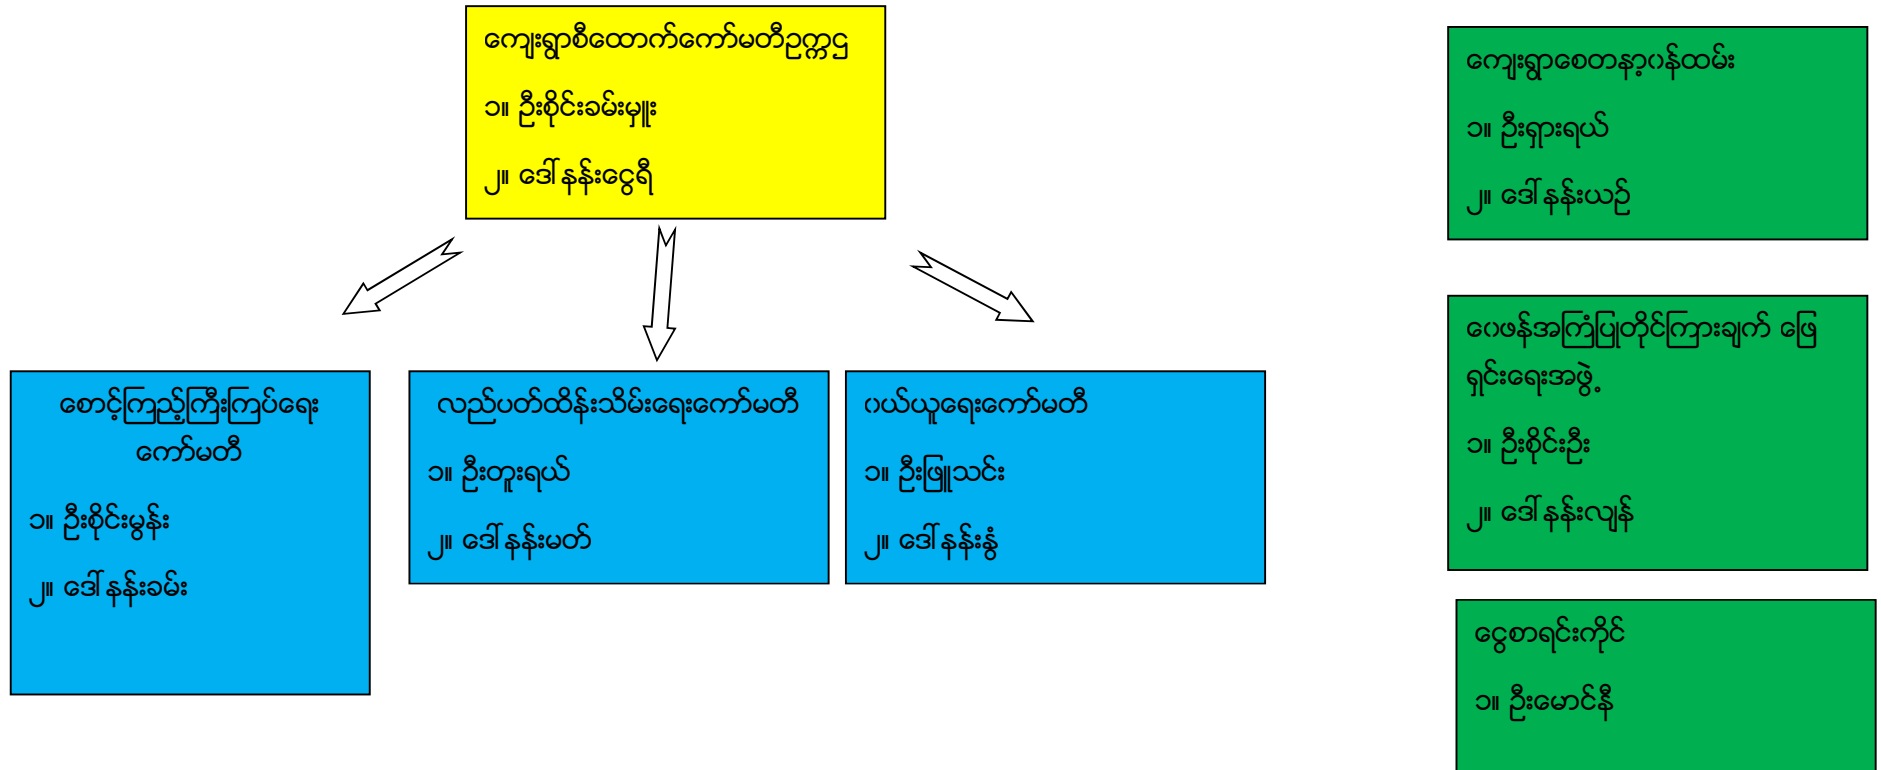 ကျေးရွာစီထောက်ကော်မတီဥက္ကဌ
၁။ ဦးစိုင်းခမ်းမှူး
၂။ ဒေါ်နန်းငွေရီ
စောင့်ကြည့်ကြီးကြပ်ရေး
ကော်မတီ
၁။ ဦးစိုင်းမွန်း
၂။ ဒေါ်နန်းခမ်း
လည်ပတ်ထိန်းသိမ်းရေးကော်မတီ
၁။ ဦးတူးရယ်
၂။ ဒေါ်နန်းမတ်
၀ယ်ယူရေးကော်မတီ
၁။ ဦးဖြူသင်း
၂။ ဒေါ်နန်းနွံ
ကျေးရွာစေတနာ့၀န်ထမ်း
၁။ ဦးရှားရယ်
၂။ ဒေါ်နန်းယဉ်
ဝေဖန်အကြံပြုတိုင်ကြားချက် ဖြေ
ရှင်းရေးအဖွဲ့
၁။ ဦးစိုင်းဦး
၂။ ဒေါ်နန်းလျန်
ငွေစာရင်းကိုင်
၁။ ဦးမောင်နီ